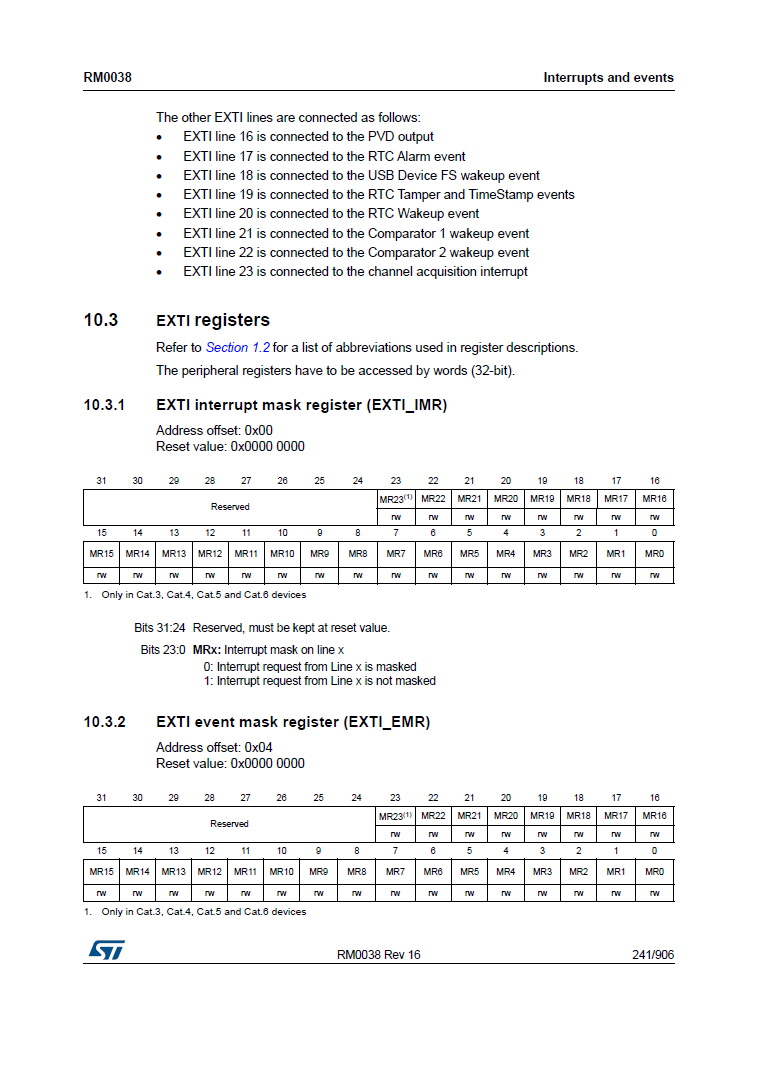 RM0038 Interrupts and events
The other EXTI lines are connected as follows:
• EXTI line 16 is connected to the PVD output
• EXTI line 17 is connected to the RTC Alarm event
• EXTI line 18 is connected to the USB Device FS wakeup event
• EXTI line 19 is connected to the RTC Tamper and TimeStamp events
• EXTI line 20 is connected to the RTC Wakeup event
• EXTI line 21 is connected to the Comparator 1 wakeup event
• EXTI line 22 is connected to the Comparator 2 wakeup event
• EXTI line 23 is connected to the channel acquisition interrupt
10.3 EXTI registers
Refer to Section 1.2 for a list of abbreviations used in register descriptions.
The peripheral registers have to be accessed by words (32-bit).
10.3.1 EXTI interrupt mask register (EXTI_IMR)
Address offset: 0x00
Reset value: 0x0000 0000
31 30 29 28 27 26 25 24 23 22 21 20 19 18 17 16
Reserved MR23(1) MR22 MR21 MR20 MR19 MR18 MR17 MR16
rw rw rw rw rw rw rw rw
15 14 13 12 11 10 9 8 7 6 5 4 3 2 1 0
MR15 MR14 MR13 MR12 MR11 MR10 MR9 MR8 MR7 MR6 MR5 MR4 MR3 MR2 MR1 MR0
rw rw rw rw rw rw rw rw rw rw rw rw rw rw rw rw
1. Only in Cat.3, Cat.4, Cat.5 and Cat.6 devices
Bits 31:24 Reserved, must be kept at reset value.
Bits 23:0 MRx: Interrupt mask on line x
0: Interrupt request from Line x is masked
1: Interrupt request from Line x is not masked
10.3.2 EXTI event mask register (EXTI_EMR)
Address offset: 0x04
Reset value: 0x0000 0000
31 30 29 28 27 26 25 24 23 22 21 20 19 18 17 16
Reserved MR23(1) MR22 MR21 MR20 MR19 MR18 MR17 MR16
rw rw rw rw rw rw rw rw
15 14 13 12 11 10 9 8 7 6 5 4 3 2 1 0
MR15 MR14 MR13 MR12 MR11 MR10 MR9 MR8 MR7 MR6 MR5 MR4 MR3 MR2 MR1 MR0
rw rw rw rw rw rw rw rw rw rw rw rw rw rw rw rw
1. Only in Cat.3, Cat.4, Cat.5 and Cat.6 devices
ST RM0038 Rev 16 241/906